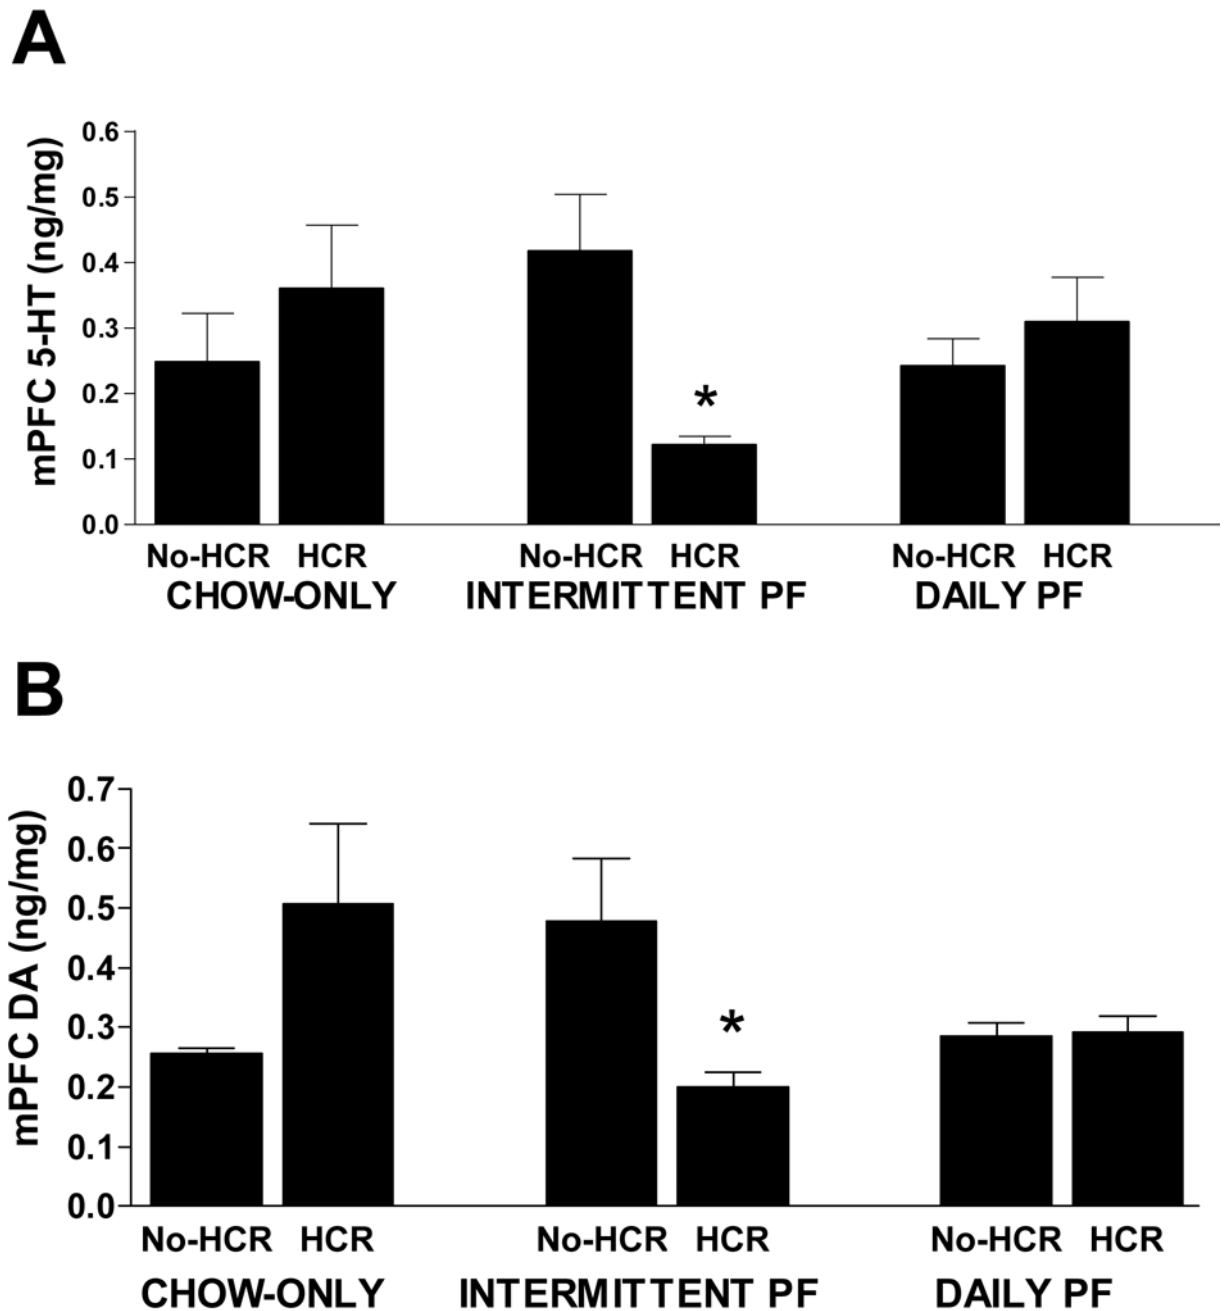 A
mPFC 5-HT (ng/mg)
0.6
0.5
0.4
0.3
0.2
0.1
0.0
*
No-HCR HCR No-HCR HCR No-HCR HCR
CHOW-ONLY INTERMITTENT PF DAILY PF
B
mPFC DA (ng/mg)
0.7
0.6
0.5
0.4
0.3
0.2
0.1
0.0
*
No-HCR HCR No-HCR HCR No-HCR HCR
CHOW-ONLY INTERMITTENT PF DAILY PF